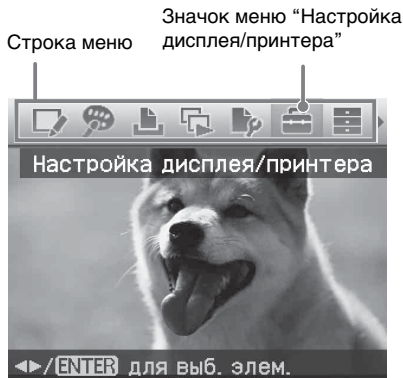 Значок меню “Настройка
дисплея/принтера”
Строка меню
Настройка дисплея/принтера
◄►/ENTER для выб. элем.